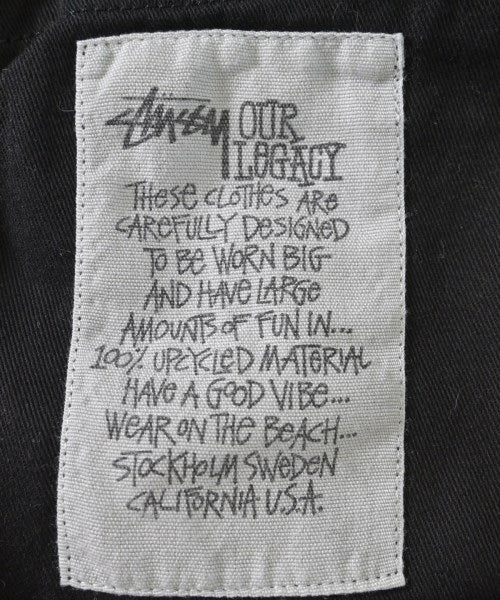 STÜSSY OUR
LEGACY
THESE CLOTHES ARE
CAREFULLY DESIGNED
TO BE WORN BIG
AND HAVE LARGE
AMOUNTS OF FUN IN...
100% UPCYCLED MATERIAL
HAVE A GOOD VIBE...
WEAR ON THE BEACH...
STOCKHOLM SWEDEN
CALIFORNIA U.S.A.